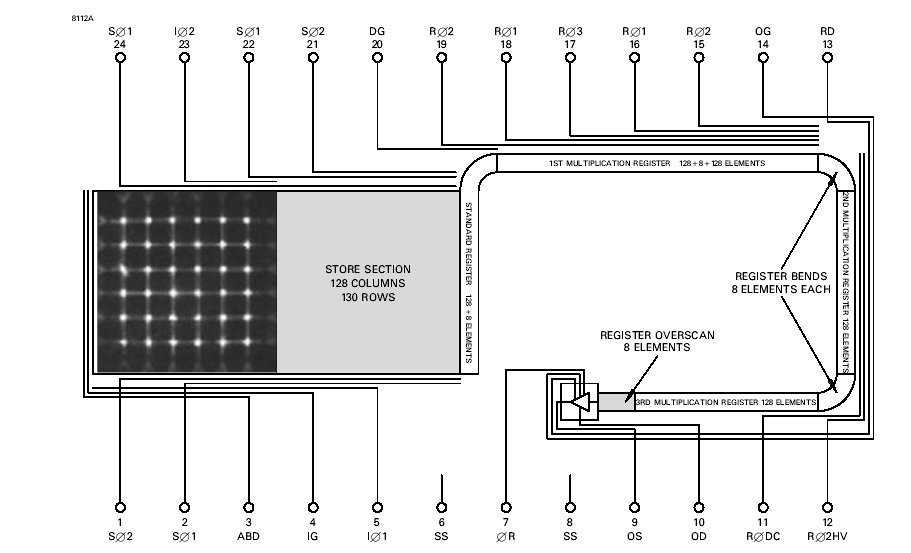 8112A
SØ1 IØ2 SØ1 SØ2 DG RØ2 RØ1 RØ3 RØ1 RØ2 OG RD
24 23 22 21 20 19 18 17 16 15 14 13
1ST MULTIPLICATION REGISTER 128+8+128 ELEMENTS
STANDARD REGISTER 128+8 ELEMENTS
2ND MULTIPLICATION REGISTER 128 ELEMENTS
STORE SECTION
128 COLUMNS
130 ROWS
REGISTER BENDS
8 ELEMENTS EACH
REGISTER OVERSCAN
8 ELEMENTS
3RD MULTIPLICATION REGISTER 128 ELEMENTS
1 2 3 4 5 6 7 8 9 10 11 12
SØ2 SØ1 ABD IG IØ1 SS ØR SS OS OD RØDC RØ2HV